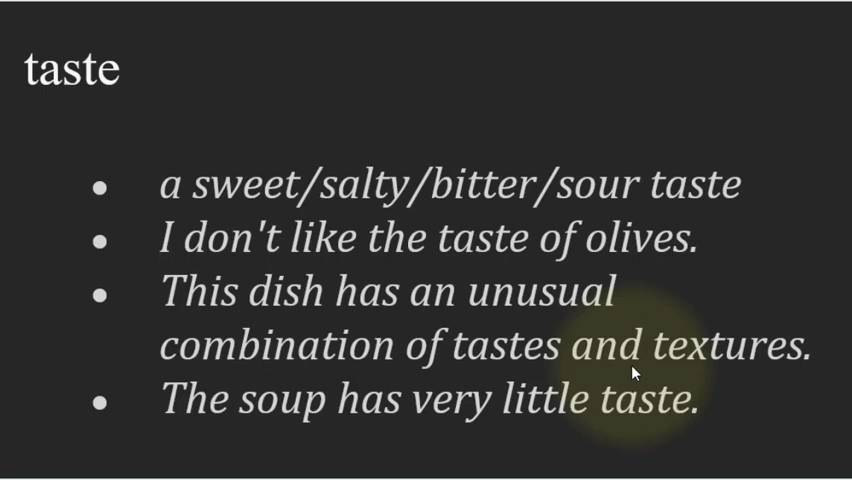 taste
• a sweet/salty/bitter/sour taste
• I don't like the taste of olives.
• This dish has an unusual
combination of tastes and textures.
• The soup has very little taste.